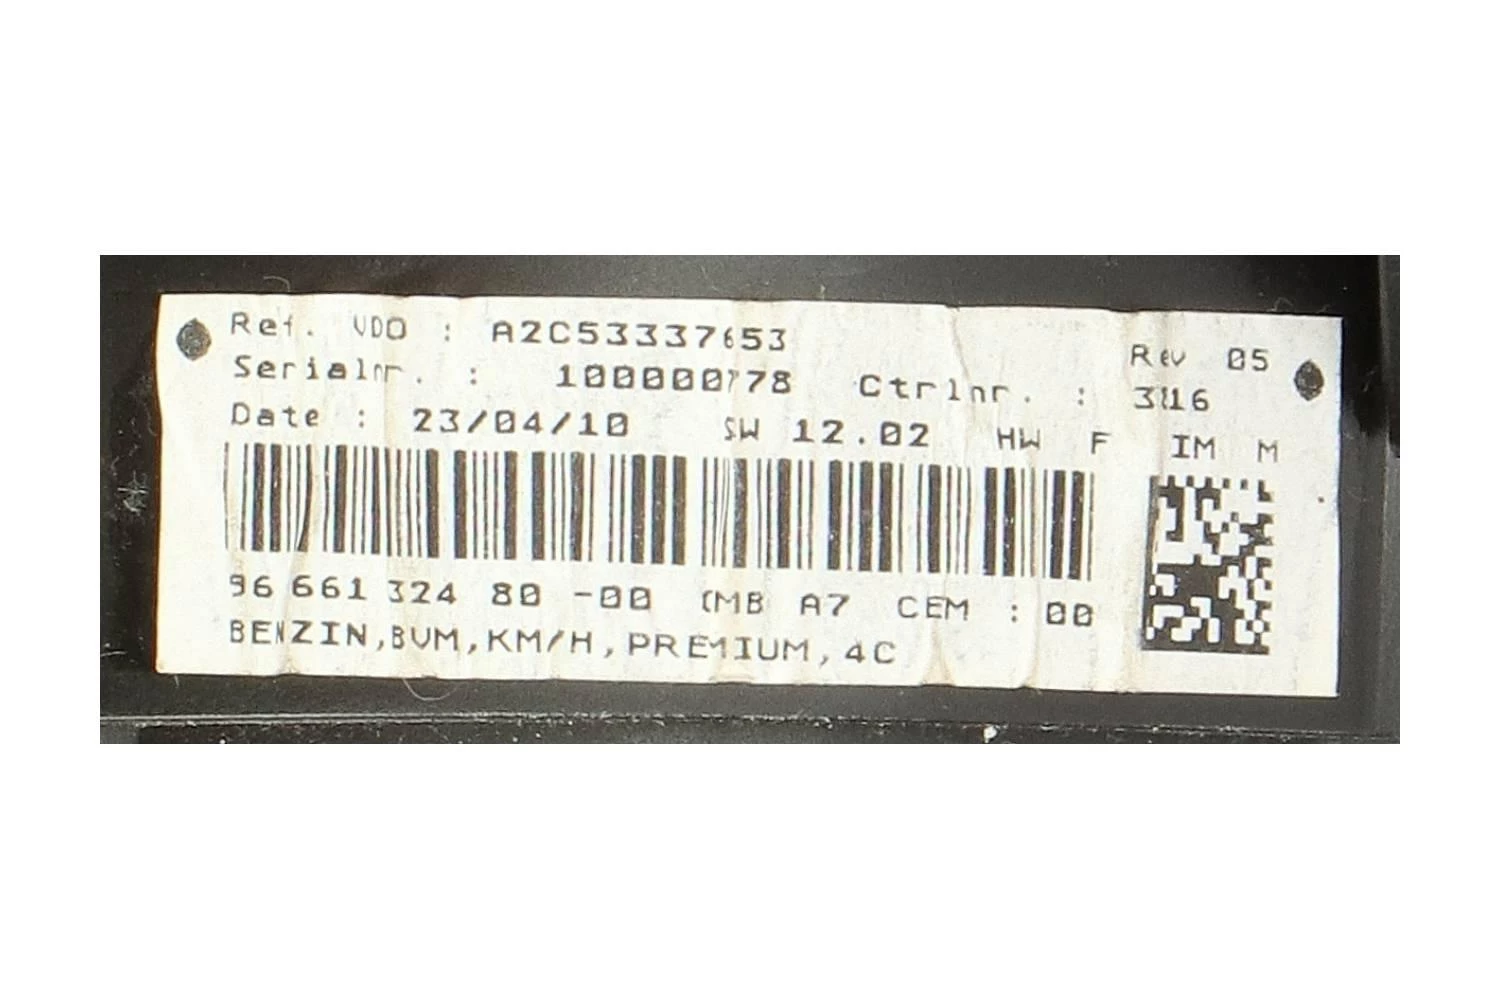 Ref. VDO : A2C53337653
Rev 05
Serialnr. : 100000778 Ctrlnr. :
Date : 23/04/10 SW 12.02 HW F IM M
96 661 324 80 -00 CMB A7 CEM : 00
BENZIN,BVM,KM/H,PREMIUM,4C